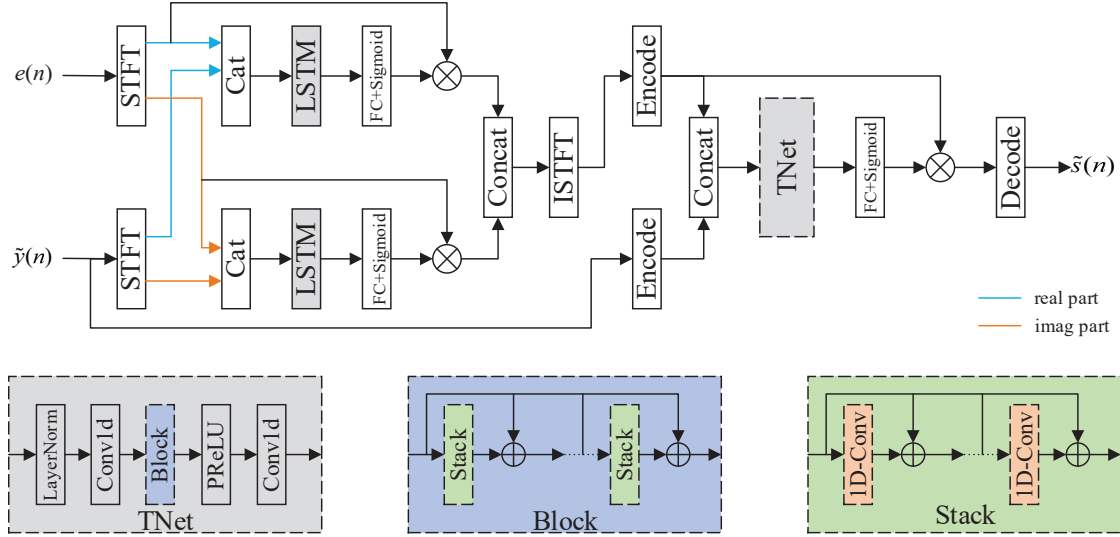 e(n)
STFT
Cat
LSTM
FC+Sigmoid
Concat
ISTFT
Encode
Concat
TNet
FC+Sigmoid
Decode
s̃(n)
ỹ(n)
STFT
Cat
LSTM
FC+Sigmoid
Encode
real part
imag part
LayerNorm
Conv1d
Block
PReLU
Conv1d
TNet
Stack
Stack
Block
1D-Conv
1D-Conv
Stack